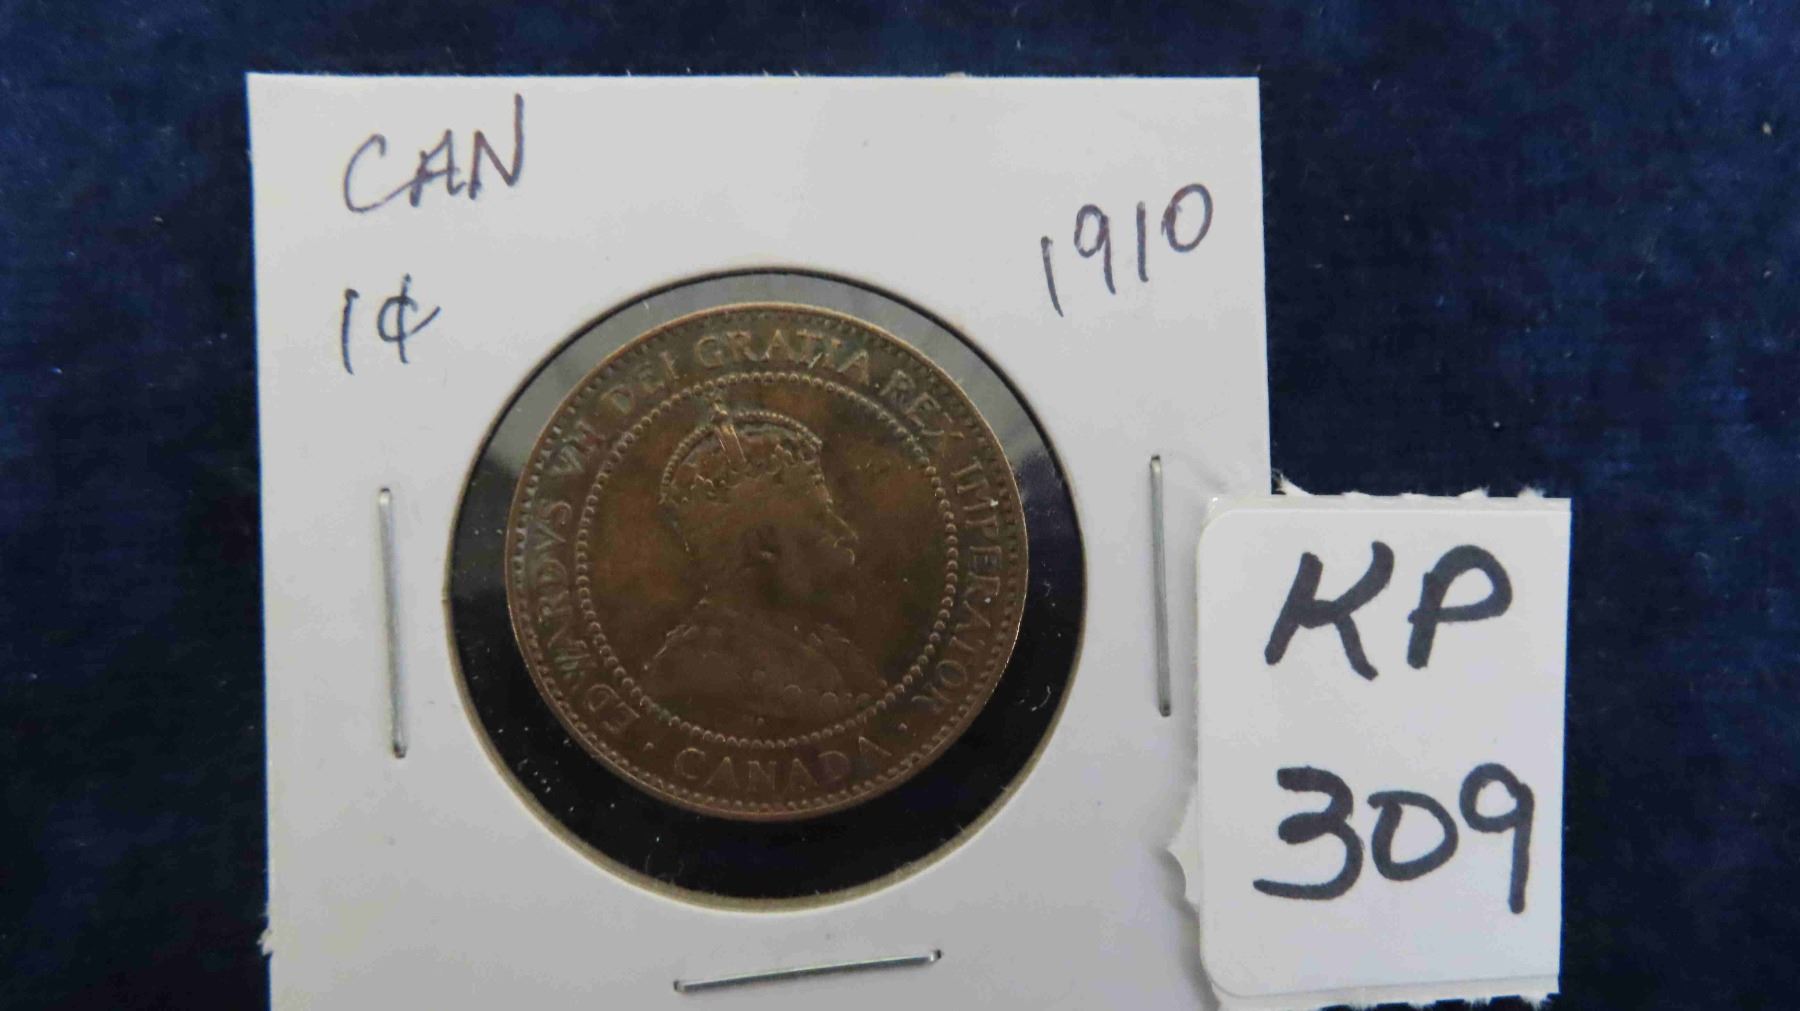 CAN
1910
1¢
EDWARDVS VII DEI GRATIA REX IMPERATOR
· CANADA ·
KP
309